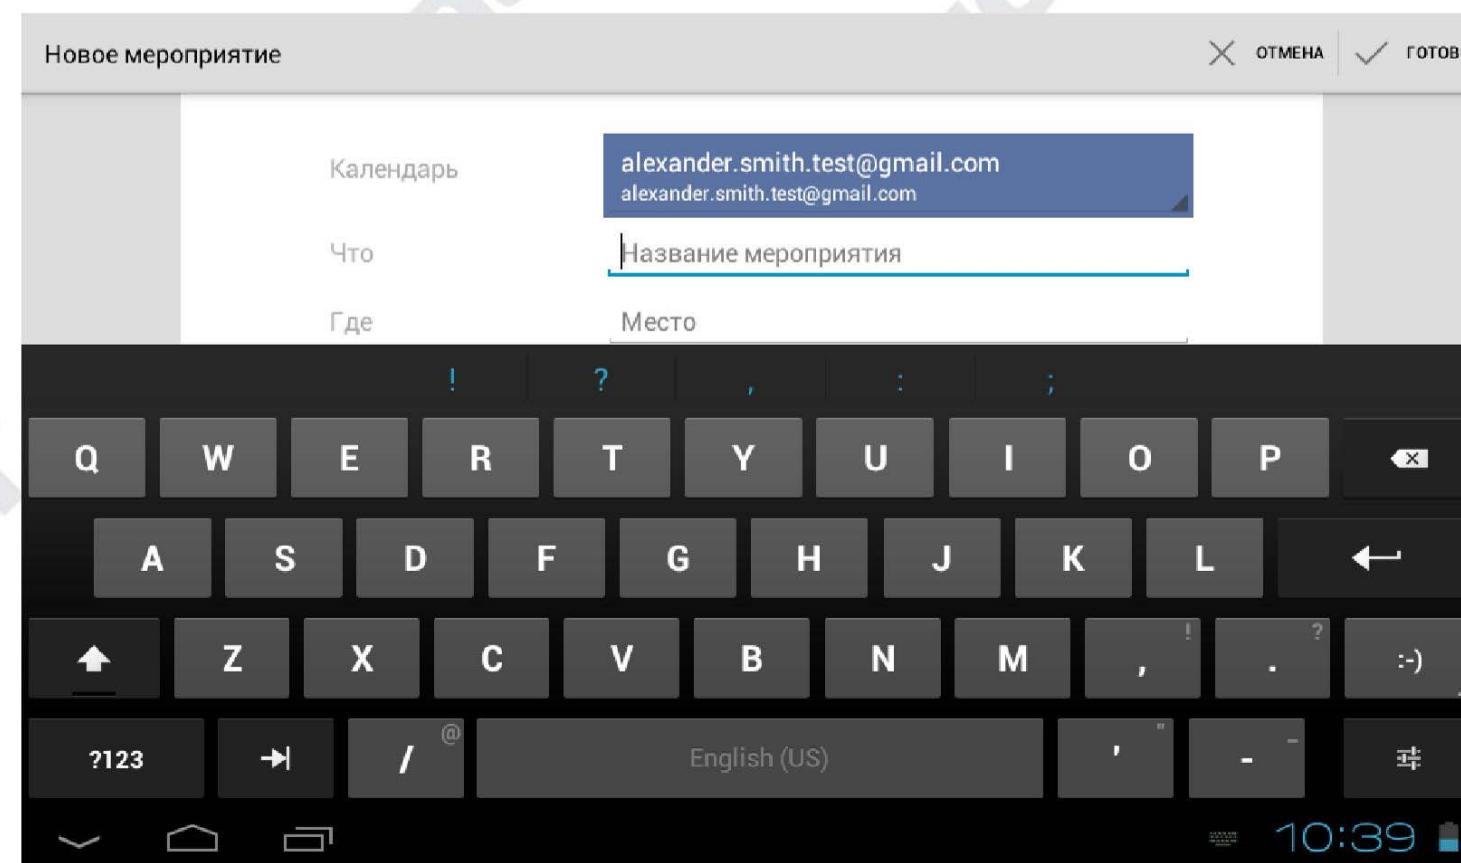 Новое мероприятие ОТМЕНА ГОТОВ
Календарь alexander.smith.test@gmail.com
alexander.smith.test@gmail.com
Что Название мероприятия
Где Место
! ? , : ;
Q W E R T Y U I O P
A S D F G H J K L
Z X C V B N M , ! . ? :-)
?123 / @ English (US) ' " - _
10:39